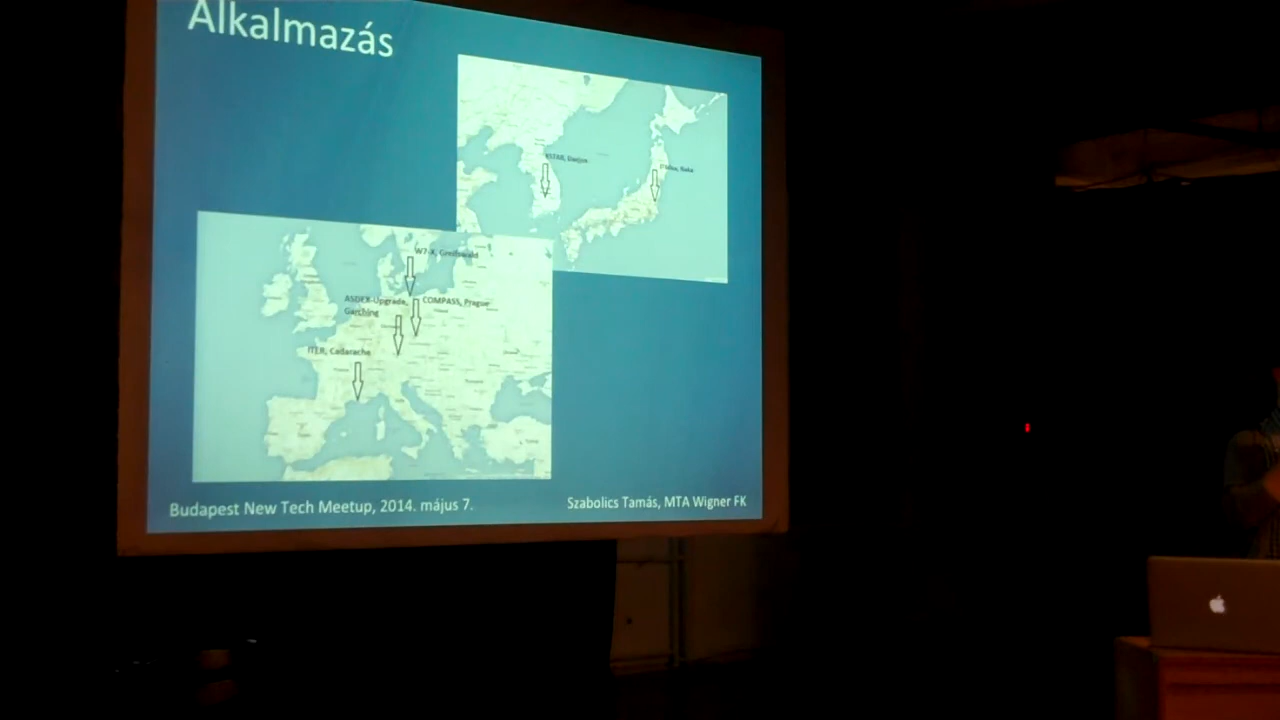 Alkalmazás
KSTAR, Daejon
W7-X, Greifswald
ASDEX-Upgrade,
Garching
COMPASS, Prague
ITER, Cadarache
Budapest New Tech Meetup, 2014. május 7.
Szabolics Tamás, MTA Wigner FK